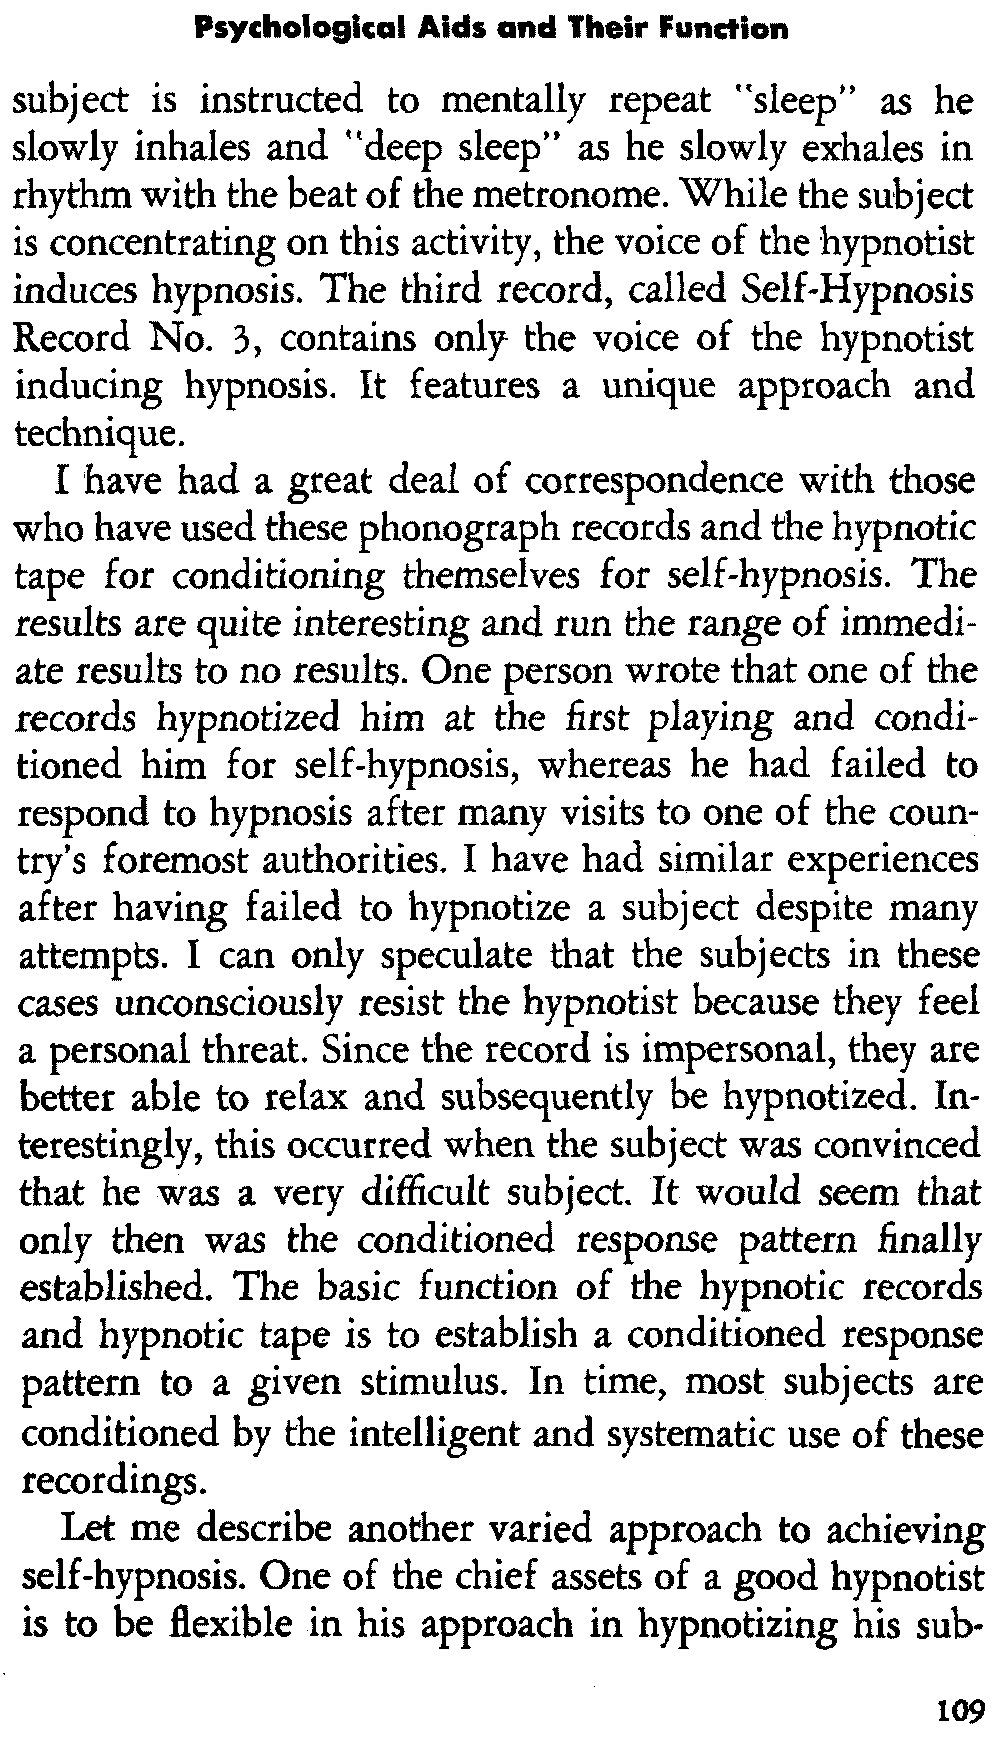 Psychological Aids and Their Function
subject is instructed to mentally repeat "sleep" as he
slowly inhales and "deep sleep" as he slowly exhales in
rhythm with the beat of the metronome. While the subject
is concentrating on this activity, the voice of the hypnotist
induces hypnosis. The third record, called Self-Hypnosis
Record No. 3, contains only the voice of the hypnotist
inducing hypnosis. It features a unique approach and
technique.
I have had a great deal of correspondence with those
who have used these phonograph records and the hypnotic
tape for conditioning themselves for self-hypnosis. The
results are quite interesting and run the range of immedi-
ate results to no results. One person wrote that one of the
records hypnotized him at the first playing and condi-
tioned him for self-hypnosis, whereas he had failed to
respond to hypnosis after many visits to one of the coun-
try's foremost authorities. I have had similar experiences
after having failed to hypnotize a subject despite many
attempts. I can only speculate that the subjects in these
cases unconsciously resist the hypnotist because they feel
a personal threat. Since the record is impersonal, they are
better able to relax and subsequently be hypnotized. In-
terestingly, this occurred when the subject was convinced
that he was a very difficult subject. It would seem that
only then was the conditioned response pattern finally
established. The basic function of the hypnotic records
and hypnotic tape is to establish a conditioned response
pattern to a given stimulus. In time, most subjects are
conditioned by the intelligent and systematic use of these
recordings.
Let me describe another varied approach to achieving
self-hypnosis. One of the chief assets of a good hypnotist
is to be flexible in his approach in hypnotizing his sub-
109